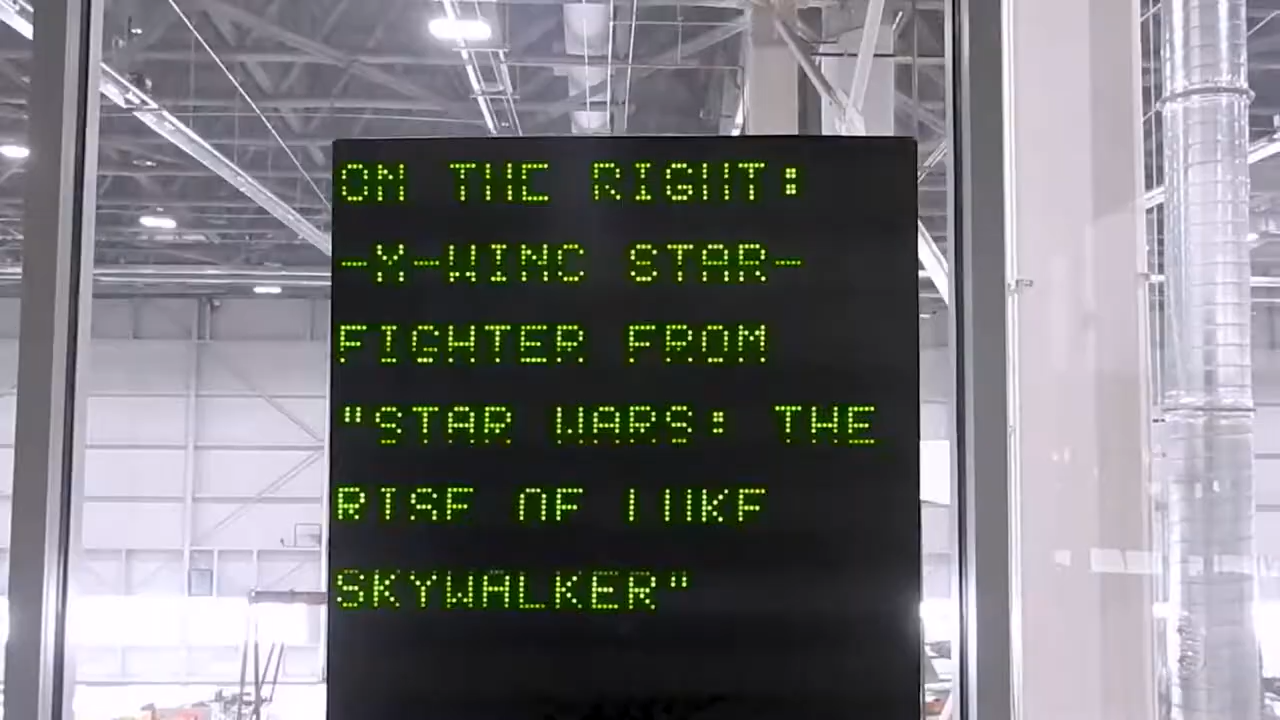 ON THE RIGHT:
-Y-WING STAR-
FIGHTER FROM
"STAR WARS: THE
RISE OF LUKE
SKYWALKER"